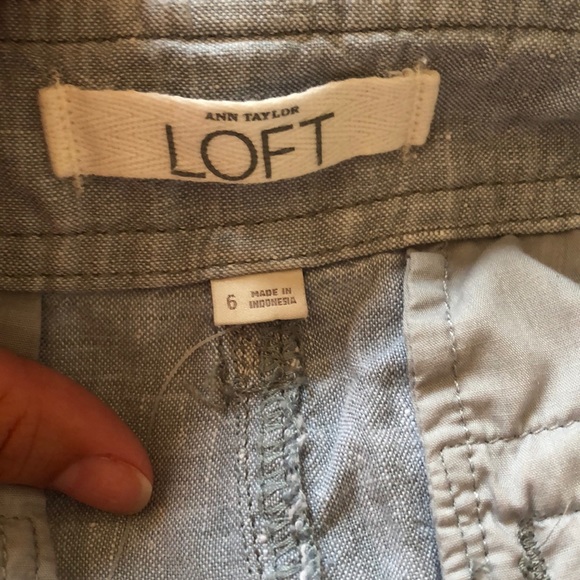 ANN TAYLOR
LOFT
6 MADE IN
INDONESIA